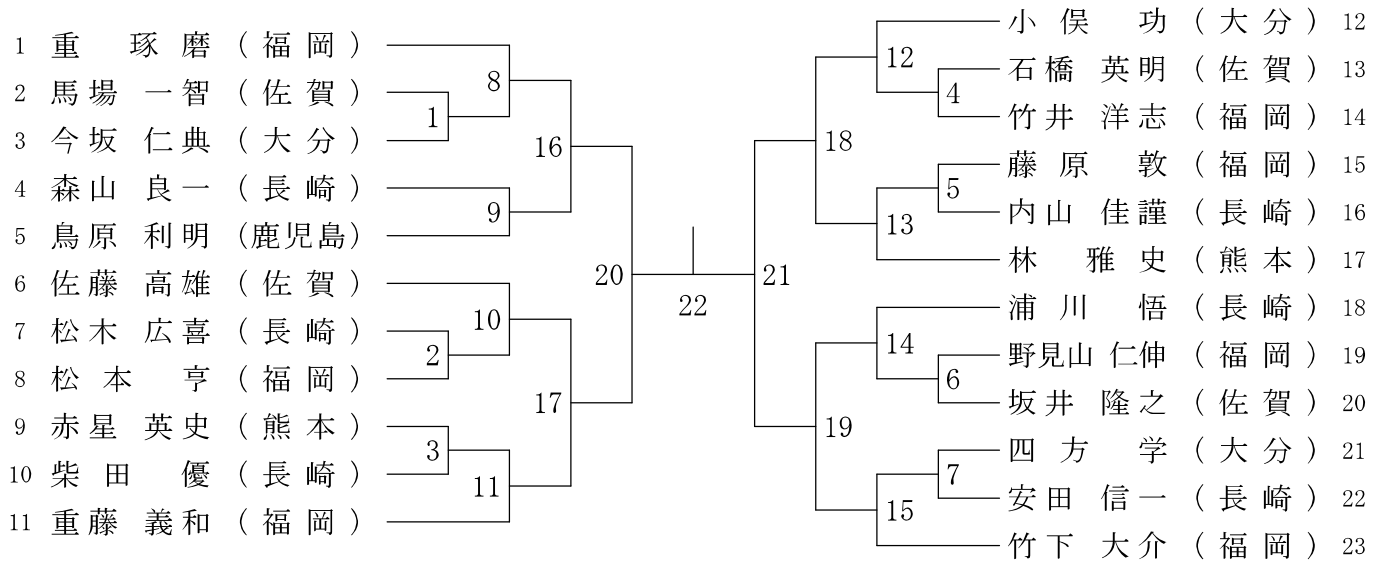 1 重 琢磨 (福岡)
2 馬場 一智 (佐賀)
3 今坂 仁典 (大分)
4 森山 良一 (長崎)
5 鳥原 利明 (鹿児島)
6 佐藤 高雄 (佐賀)
7 松木 広喜 (長崎)
8 松本 亨 (福岡)
9 赤星 英史 (熊本)
10 柴田 優 (長崎)
11 重藤 義和 (福岡)
1
2
3
8
9
10
11
16
17
20
22
21
18
19
12
13
14
15
4
5
6
7
小俣 功 (大分) 12
石橋 英明 (佐賀) 13
竹井 洋志 (福岡) 14
藤原 敦 (福岡) 15
内山 佳謹 (長崎) 16
林 雅史 (熊本) 17
浦川 悟 (長崎) 18
野見山 仁伸 (福岡) 19
坂井 隆之 (佐賀) 20
四方 学 (大分) 21
安田 信一 (長崎) 22
竹下 大介 (福岡) 23